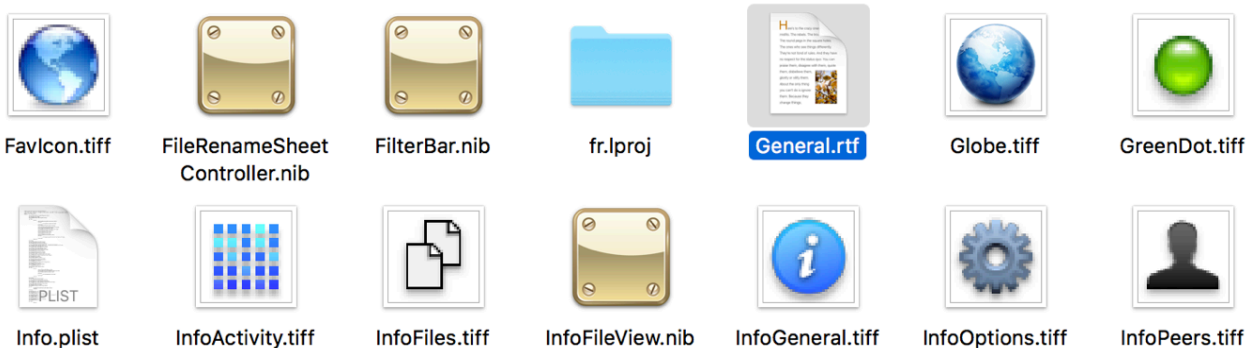 FavIcon.tiff
FileRenameSheet
Controller.nib
FilterBar.nib
fr.lproj
General.rtf
Globe.tiff
GreenDot.tiff
PLIST
Info.plist
InfoActivity.tiff
InfoFiles.tiff
InfoFileView.nib
InfoGeneral.tiff
InfoOptions.tiff
InfoPeers.tiff